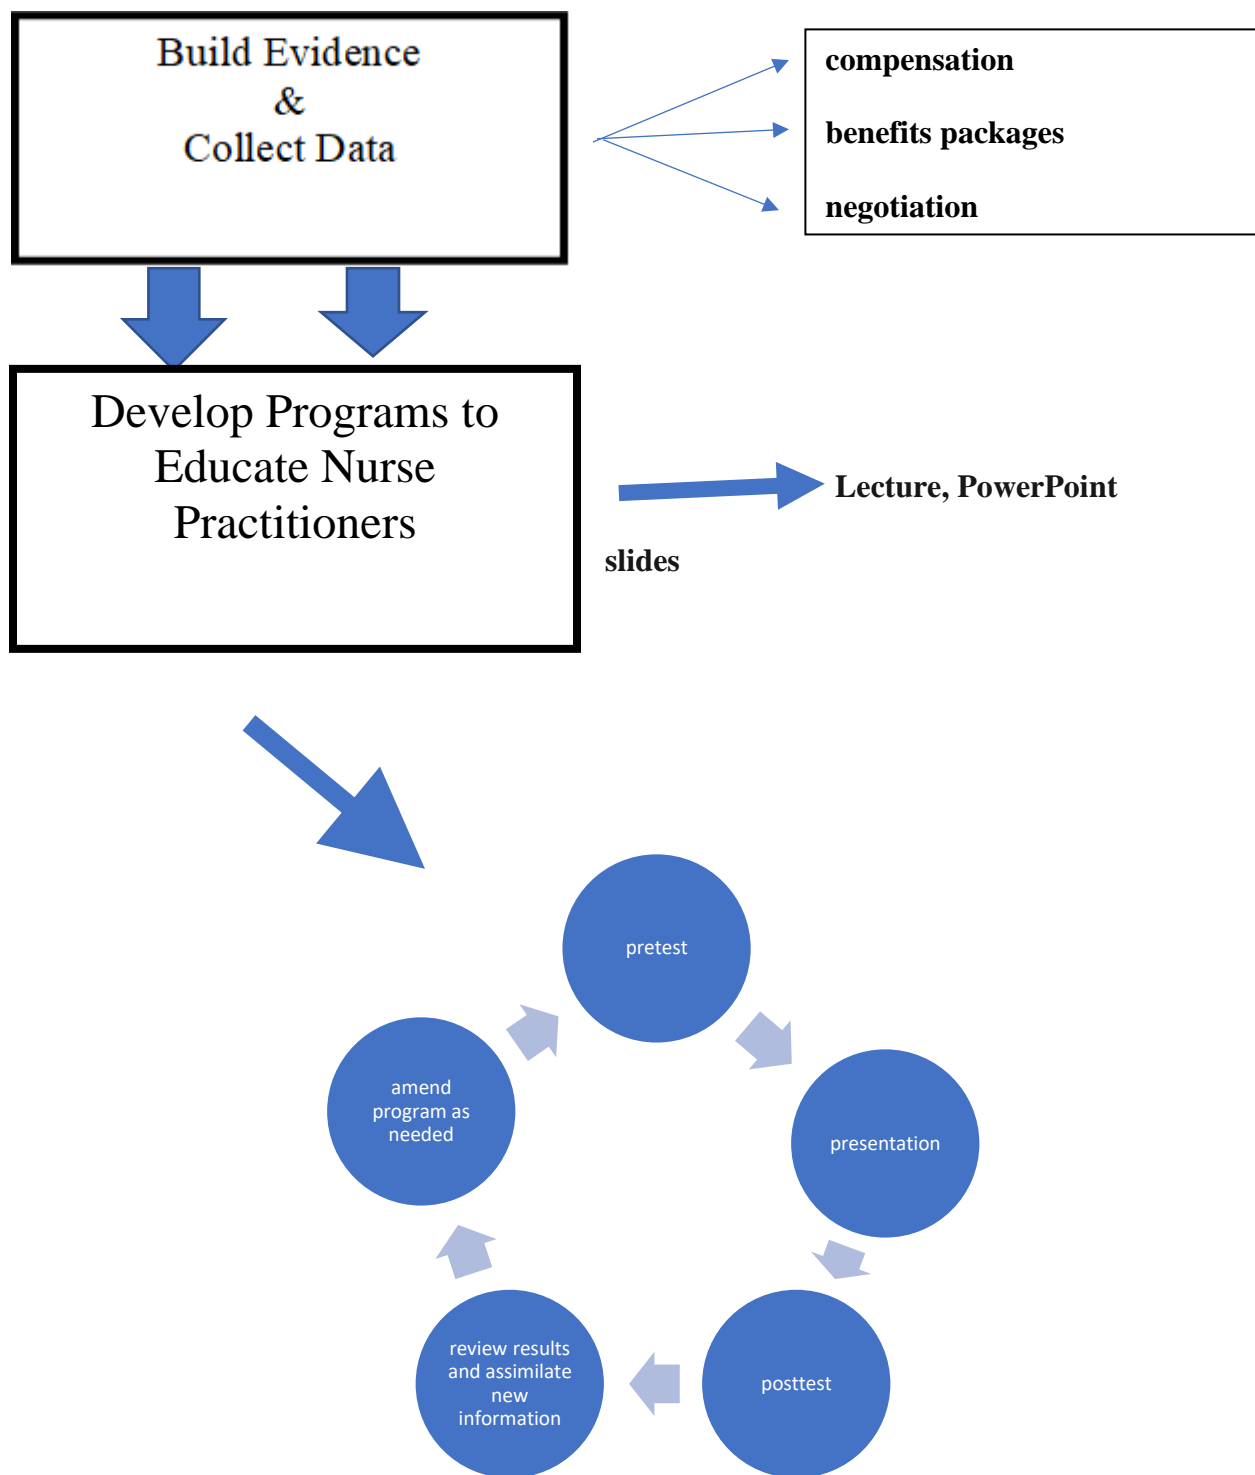 Build Evidence
&
Collect Data
compensation
benefits packages
negotiation
Develop Programs to
Educate Nurse
Practitioners
Lecture, PowerPoint
slides
pretest
presentation
posttest
review results
and assimilate
new
information
amend
program as
needed